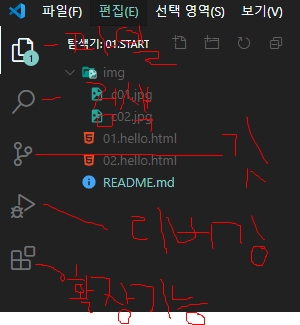 파일(F) 편집(E) 선택 영역(S) 보기(V)
탐색기: 01.START
파일
1
img
c01.jpg
검색
c02.jpg
01.hello.html
깃
02.hello.html
README.md
디버깅
확장기능